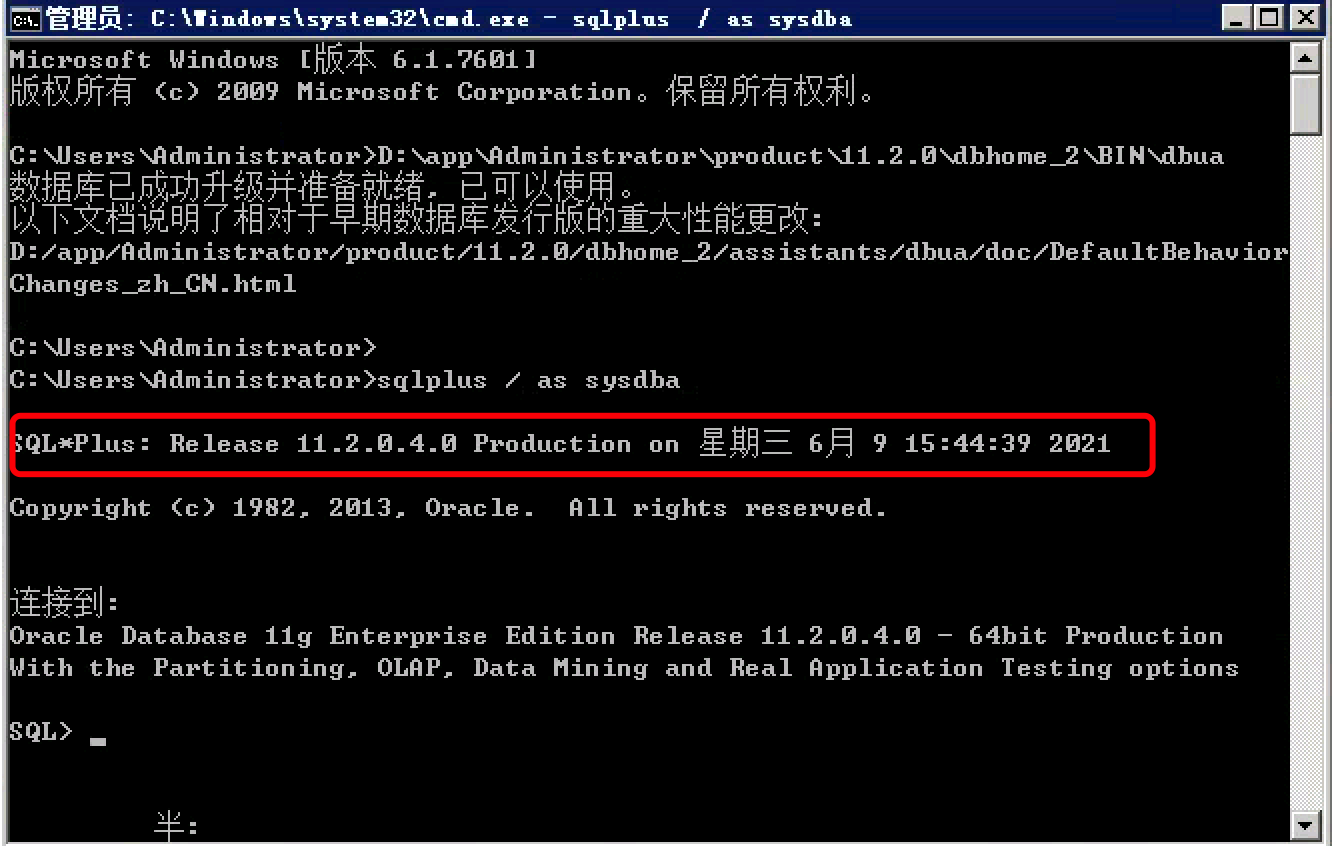 管理员: C:\Windows\system32\cmd.exe - sqlplus / as sysdba
Microsoft Windows [版本 6.1.7601]
版权所有 (c) 2009 Microsoft Corporation。保留所有权利。
C:\Users\Administrator>D:\app\Administrator\product\11.2.0\dbhome_2\BIN\dbua
数据库已成功升级并准备就绪, 已可以使用。
以下文档说明了相对于早期数据库发行版的重大性能更改:
D:/app/Administrator/product/11.2.0/dbhome_2/assistants/dbua/doc/DefaultBehavior
Changes_zh_CN.html
C:\Users\Administrator>
C:\Users\Administrator>sqlplus / as sysdba
SQL*Plus: Release 11.2.0.4.0 Production on 星期三 6月 9 15:44:39 2021
Copyright (c) 1982, 2013, Oracle.  All rights reserved.
连接到:
Oracle Database 11g Enterprise Edition Release 11.2.0.4.0 - 64bit Production
With the Partitioning, OLAP, Data Mining and Real Application Testing options
SQL> _
半: